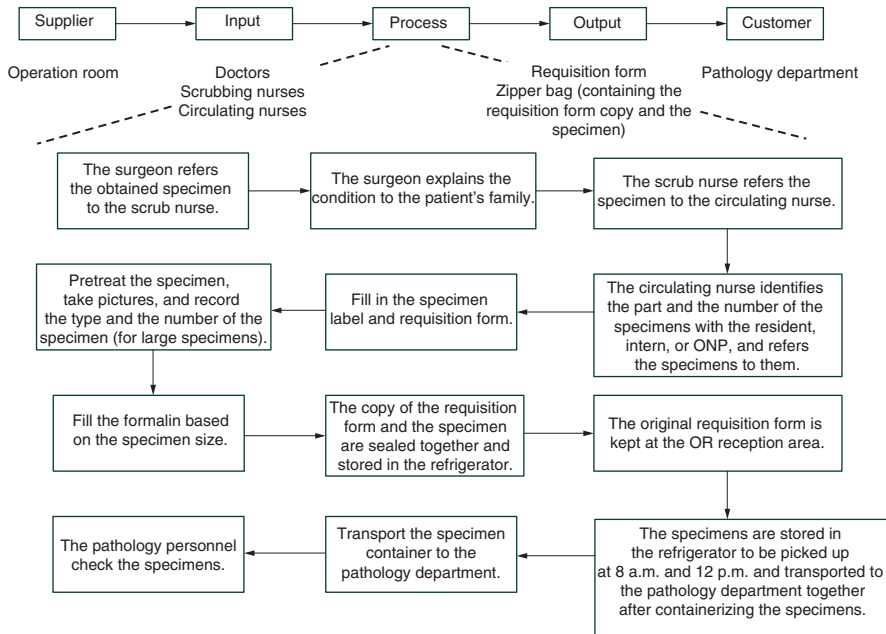 Supplier
Input
Process
Output
Customer
Operation room
Doctors
Scrubbing nurses
Circulating nurses
Requisition form
Zipper bag (containing the
requisition form copy and the
specimen)
Pathology department
The surgeon refers
the obtained specimen
to the scrub nurse.
The surgeon explains the
condition to the patient's family.
The scrub nurse refers the
specimen to the circulating nurse.
The circulating nurse identifies
the part and the number of the
specimens with the resident,
intern, or ONP, and refers
the specimens to them.
Fill in the specimen
label and requisition form.
Pretreat the specimen,
take pictures, and record
the type and the number of the
specimen (for large specimens).
Fill the formalin based
on the specimen size.
The copy of the requisition
form and the specimen
are sealed together and
stored in the refrigerator.
The original requisition form is
kept at the OR reception area.
The specimens are stored in
the refrigerator to be picked up
at 8 a.m. and 12 p.m. and transported to
the pathology department together
after containerizing the specimens.
Transport the specimen
container to the
pathology department.
The pathology personnel
check the specimens.